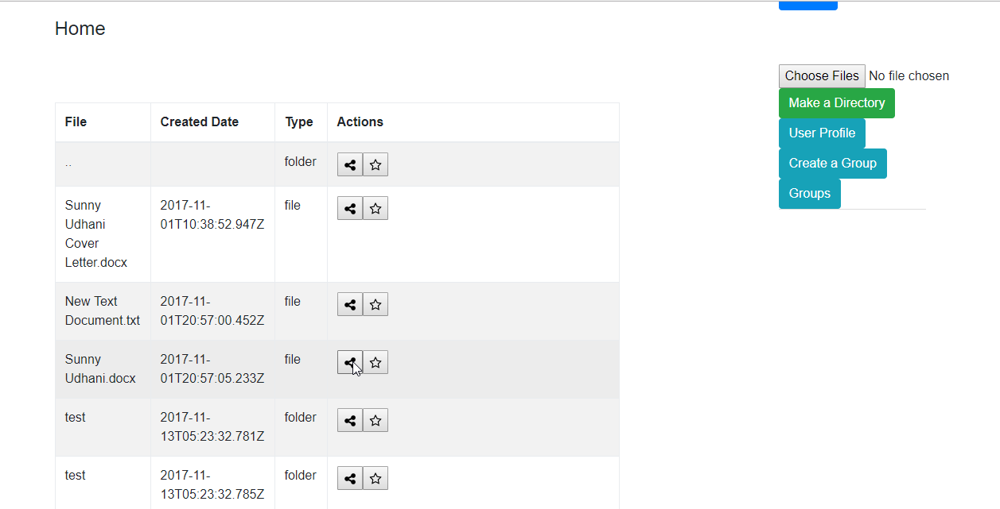 Home
Choose Files No file chosen
Make a Directory
User Profile
Create a Group
Groups
File Created Date Type Actions
.. folder
Sunny 2017-11- file
Udhani 01T10:38:52.947Z
Cover
Letter.docx
New Text 2017-11- file
Document.txt 01T20:57:00.452Z
Sunny 2017-11- file
Udhani.docx 01T20:57:05.233Z
test 2017-11- folder
13T05:23:32.781Z
test 2017-11- folder
13T05:23:32.785Z